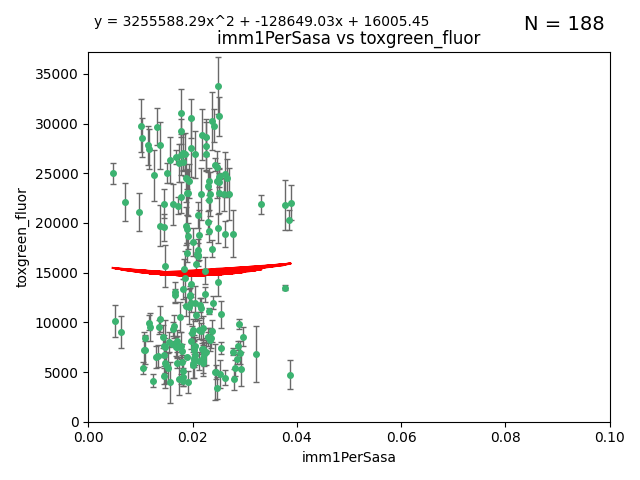 y = 3255588.29x^2 + -128649.03x + 16005.45
N = 188
imm1PerSasa vs toxgreen_fluor
35000
30000
25000
20000
15000
10000
5000
0
toxgreen_fluor
0.00 0.02 0.04 0.06 0.08 0.10
imm1PerSasa